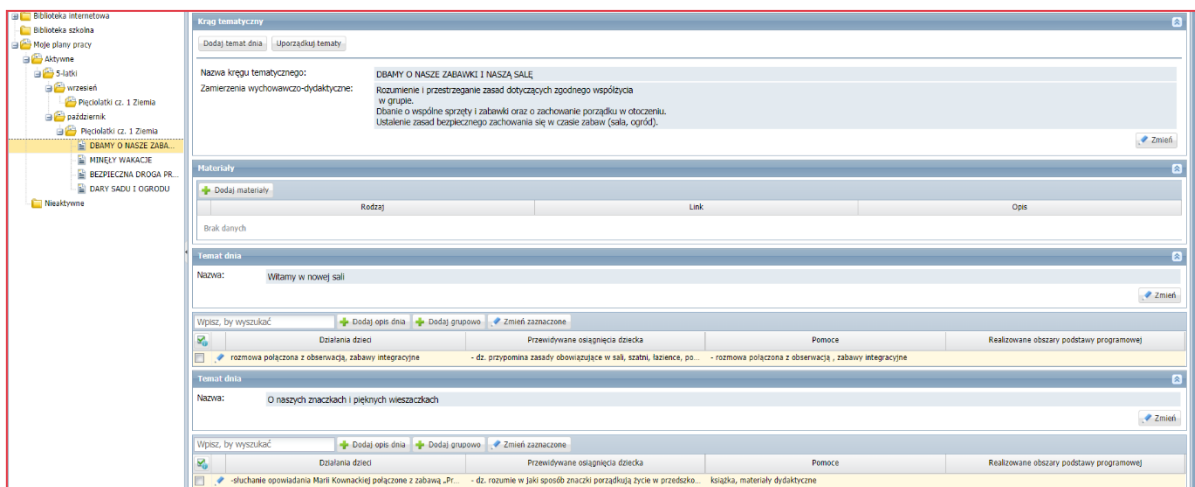 Biblioteka internetowa
Biblioteka szkolna
Moje plany pracy
Aktywne
5-latki
wrzesień
Pięciolatki cz. 1 Ziemia
październik
Pięciolatki cz. 1 Ziemia
DBAMY O NASZE ZABA...
MINĘŁY WAKACJE
BEZPIECZNA DROGA PR...
DARY SADU I OGRODU
Nieaktywne
Krąg tematyczny
Dodaj temat dnia Uporządkuj tematy
Nazwa kręgu tematycznego: DBAMY O NASZE ZABAWKI I NASZĄ SALĘ
Zamierzenia wychowawczo-dydaktyczne: Rozumienie i przestrzeganie zasad dotyczących zgodnego współżycia
w grupie.
Dbanie o wspólne sprzęty i zabawki oraz o zachowanie porządku w otoczeniu.
Ustalenie zasad bezpiecznego zachowania się w czasie zabaw (sala, ogród).
Zmień
Materiały
Dodaj materiały
Rodzaj Link Opis
Brak danych
Temat dnia
Nazwa: Witamy w nowej sali
Zmień
Wpisz, by wyszukać Dodaj opis dnia Dodaj grupowo Zmień zaznaczone
Działania dzieci Przewidywane osiągnięcia dziecka Pomoce Realizowane obszary podstawy programowej
rozmowa połączona z obserwacją, zabawy integracyjne - dz. przypomina zasady obowiązujące w sali, szatni, łazience, po... - rozmowa połączona z obserwacją , zabawy integracyjne
Temat dnia
Nazwa: O naszych znaczkach i pięknych wieszaczkach
Zmień
Wpisz, by wyszukać Dodaj opis dnia Dodaj grupowo Zmień zaznaczone
Działania dzieci Przewidywane osiągnięcia dziecka Pomoce Realizowane obszary podstawy programowej
-słuchanie opowiadania Marii Kownackiej połączone z zabawą „Pr... - dz. rozumie w jaki sposób znaczki porządkują życie w przedszko... książka, materiały dydaktyczne